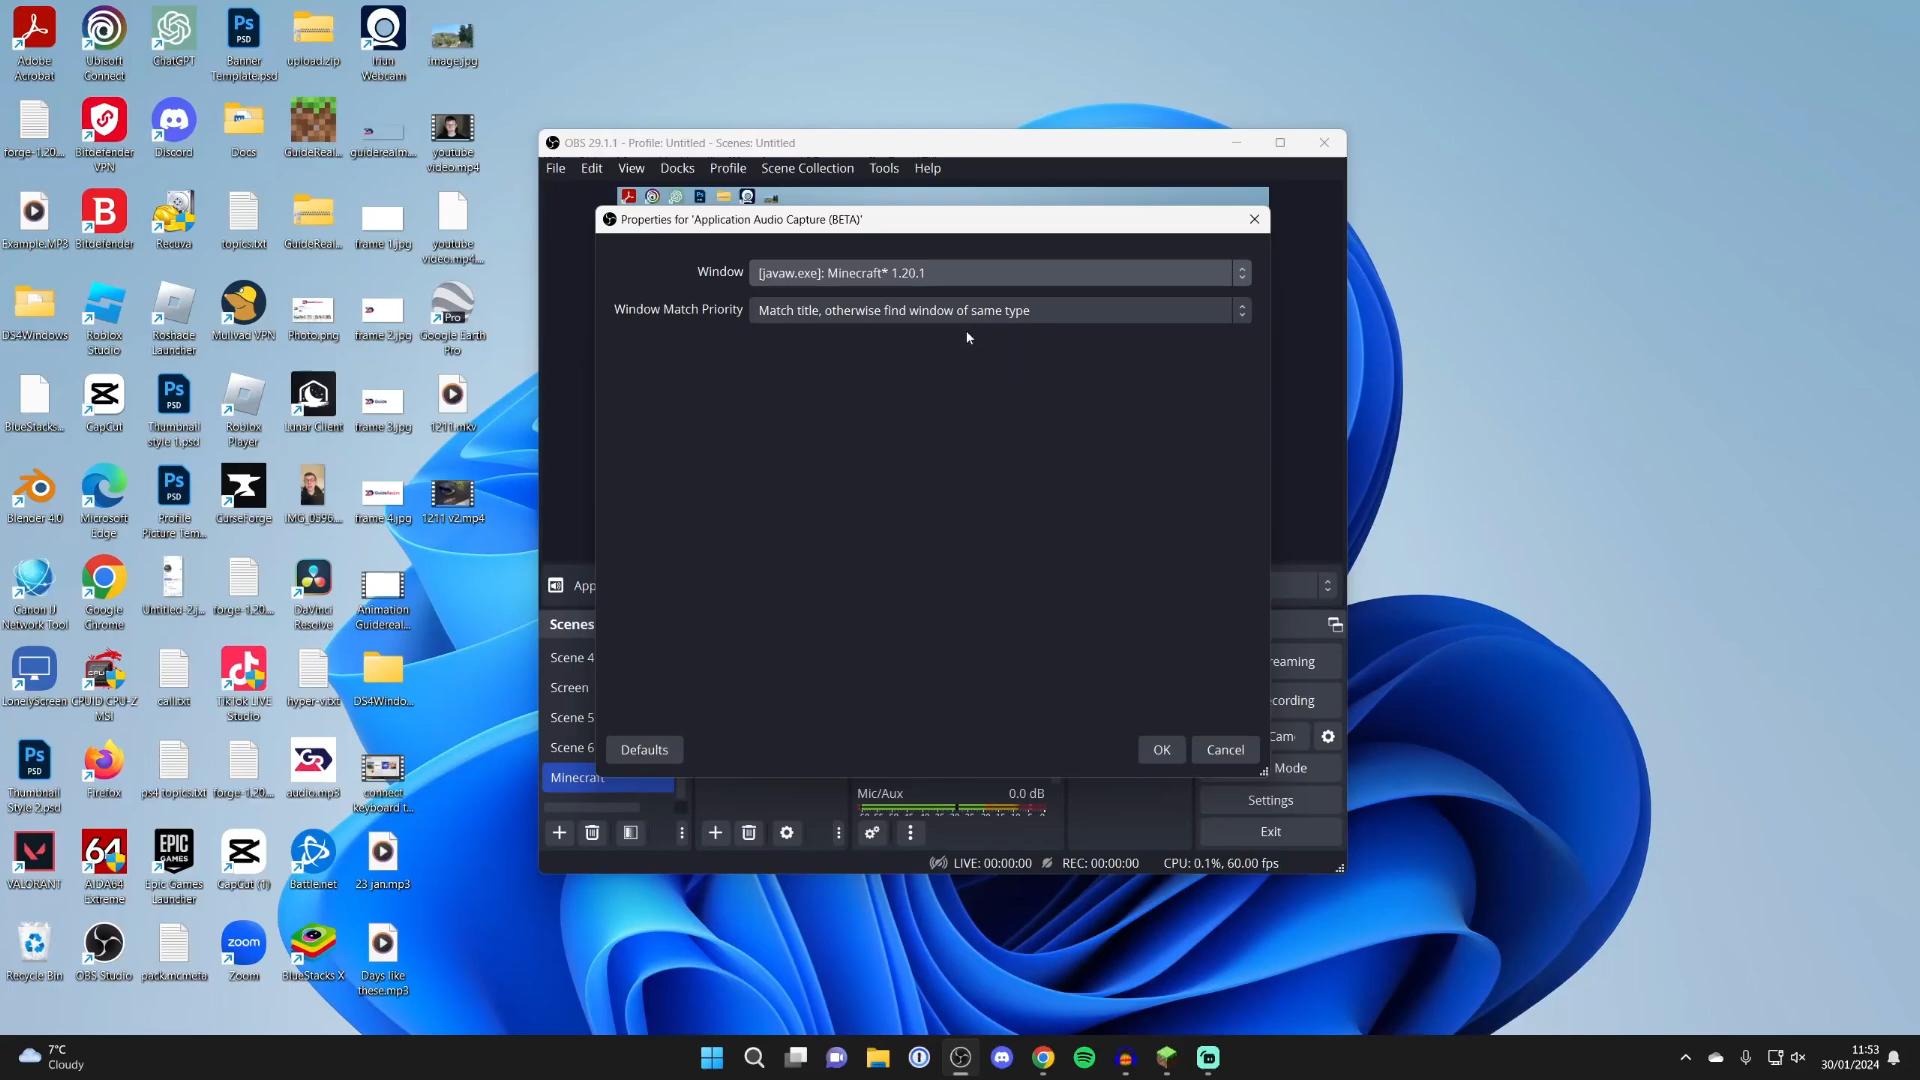 Adobe
Acrobat
Ubisoft
Connect
ChatGPT
Banner
Template.psd
upload.zip
Iriun
Webcam
image.jpg
forge-1.20...
Bitdefender
VPN
Discord
Docs
GuideReal...
guiderealm...
youtube
video.mp4
Example.MP3
Bitdefender
Recuva
topics.txt
GuideReal...
frame 1.jpg
youtube
video.mp4...
DS4Windows
Roblox
Studio
Roshade
Launcher
Mullvad VPN
Photo.png
frame 2.jpg
Google Earth
Pro
BlueStacks...
CapCut
Thumbnail
style 1.psd
Roblox
Player
Lunar Client
frame 3.jpg
1211.mkv
Blender 4.0
Microsoft
Edge
Profile
Picture Tem...
CurseForge
IMG_0596...
frame 4.jpg
1211 v2.mp4
Canon IJ
Network Tool
Google
Chrome
Untitled-2.j...
forge-1.20...
DaVinci
Resolve
Animation
Guidereal...
LonelyScreen
CPUID CPU-Z
MSI
call.txt
TikTok LIVE
Studio
hyper-v.txt
DS4Windo...
Thumbnail
Style 2.psd
Firefox
ps4 topics.txt
forge-1.20...
audio.mp3
connect
keyboard t...
VALORANT
AIDA64
Extreme
Epic Games
Launcher
CapCut (1)
Battle.net
23 jan.mp3
Recycle Bin
OBS Studio
pack.mcmeta
Zoom
BlueStacks X
Days like
these.mp3
OBS 29.1.1 - Profile: Untitled - Scenes: Untitled
File Edit View Docks Profile Scene Collection Tools Help
Properties for 'Application Audio Capture (BETA)'
Window [javaw.exe]: Minecraft* 1.20.1
Window Match Priority Match title, otherwise find window of same type
App
Scenes
Scene 4
Screen
Scene 5
Scene 6
Minecraft
reaming
ecording
Cam
Mode
Settings
Exit
Defaults
OK
Cancel
Mic/Aux 0.0 dB
LIVE: 00:00:00 REC: 00:00:00 CPU: 0.1%, 60.00 fps
7°C
Cloudy
11:53
30/01/2024